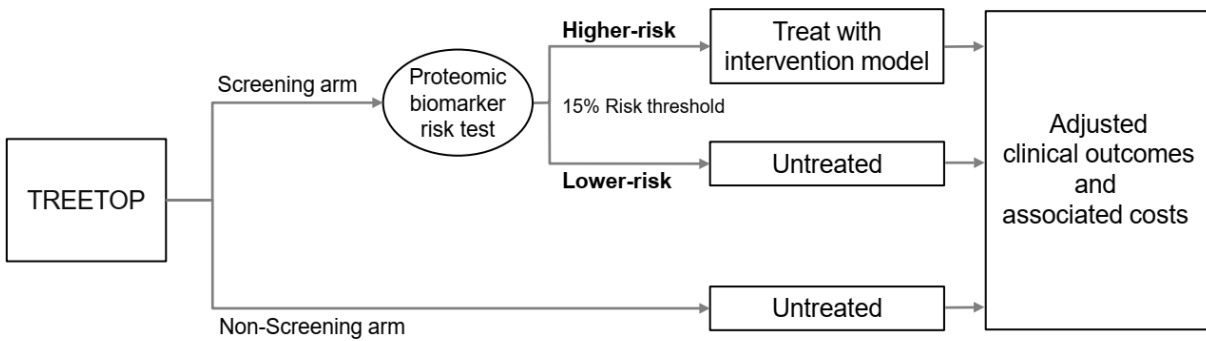 TREETOP
Screening arm
Proteomic
biomarker
risk test
Higher-risk
15% Risk threshold
Lower-risk
Treat with
intervention model
Untreated
Non-Screening arm
Untreated
Adjusted
clinical outcomes
and
associated costs